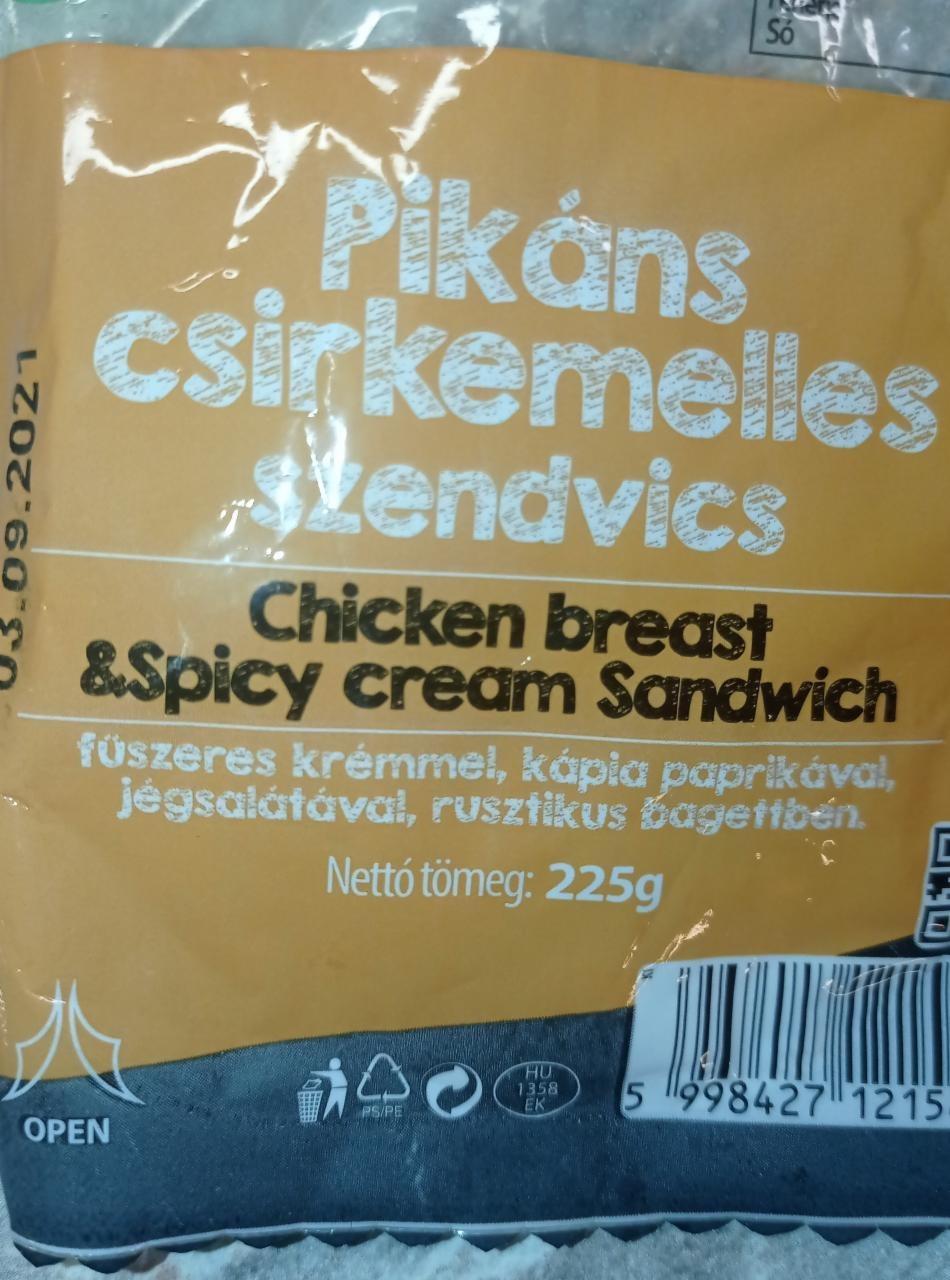 Só
Pikáns
csirkemelles
szendvics
03.09.2021
Chicken breast
&Spicy cream Sandwich
fűszeres krémmel, kápia paprikával,
jégsalátával, rusztikus bagettben.
Nettó tömeg: 225g
OPEN
PS/PE
HU
1358
EK
5 998427 1215